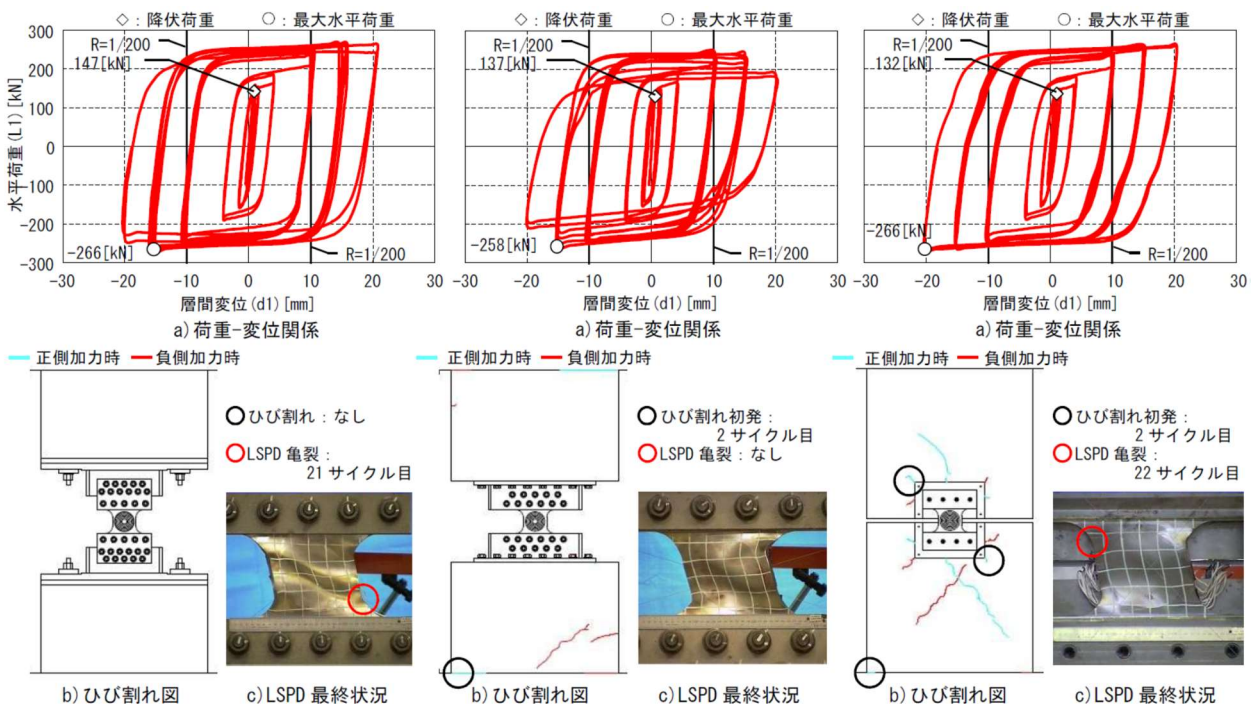 ◇：降伏荷重 ○：最大水平荷重
300
200
100
0
-100
-200
-300
水平荷重(L1)[kN]
R=1/200
147[kN]
-266[kN]
R=1/200
-30 -20 -10 0 10 20 30
層間変位(d1)[mm]
a)荷重-変位関係
◇：降伏荷重 ○：最大水平荷重
R=1/200
137[kN]
-258[kN]
R=1/200
-30 -20 -10 0 10 20 30
層間変位(d1)[mm]
a)荷重-変位関係
◇：降伏荷重 ○：最大水平荷重
R=1/200
132[kN]
-266[kN]
R=1/200
-30 -20 -10 0 10 20 30
層間変位(d1)[mm]
a)荷重-変位関係
正側加力時 負側加力時
ひび割れ：なし
LSPD 亀裂：
21 サイクル目
b)ひび割れ図
c)LSPD 最終状況
正側加力時 負側加力時
ひび割れ初発：
2 サイクル目
LSPD 亀裂：なし
b)ひび割れ図
c)LSPD 最終状況
正側加力時 負側加力時
ひび割れ初発：
2 サイクル目
LSPD 亀裂：
22 サイクル目
b)ひび割れ図
c)LSPD 最終状況